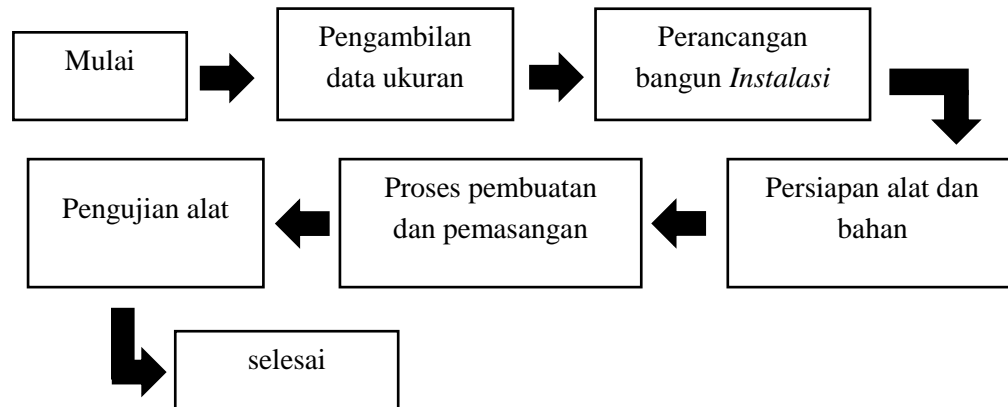 Mulai
Pengambilan
data ukuran
Perancangan
bangun Instalasi
Persiapan alat dan
bahan
Proses pembuatan
dan pemasangan
Pengujian alat
selesai